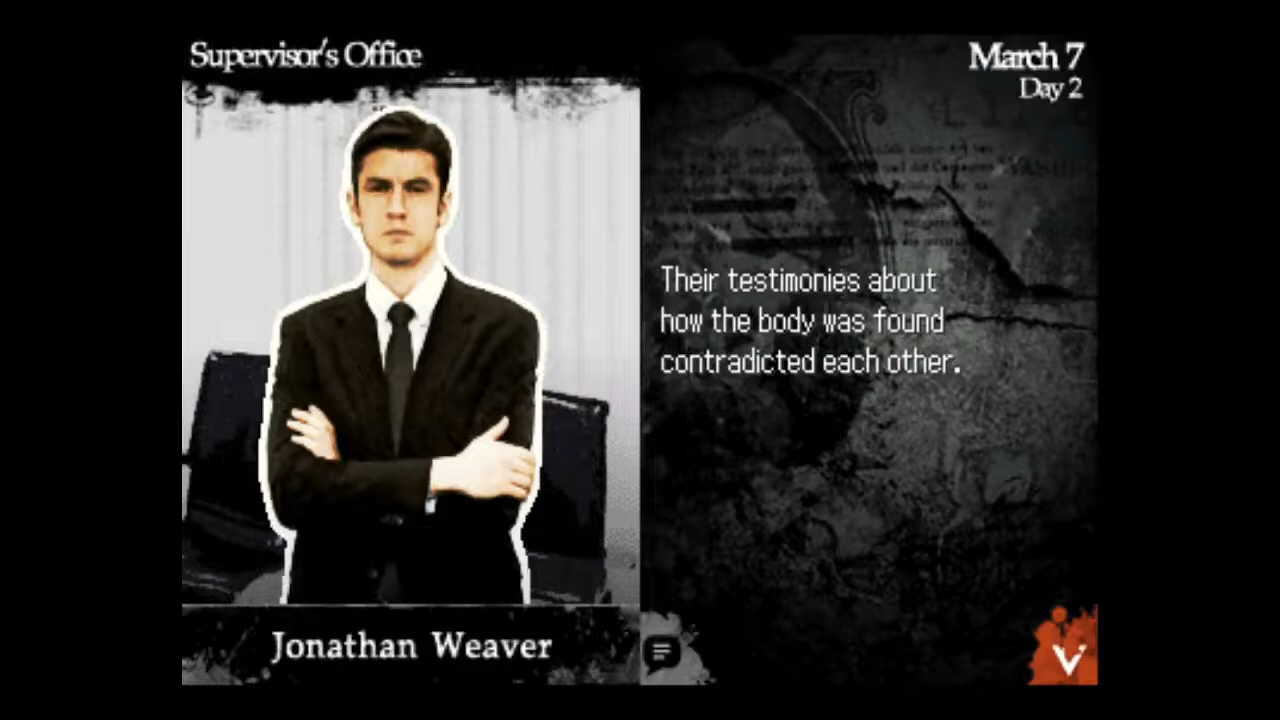 Supervisor's Office
March 7
Day 2
Their testimonies about
how the body was found
contradicted each other.
Jonathan Weaver